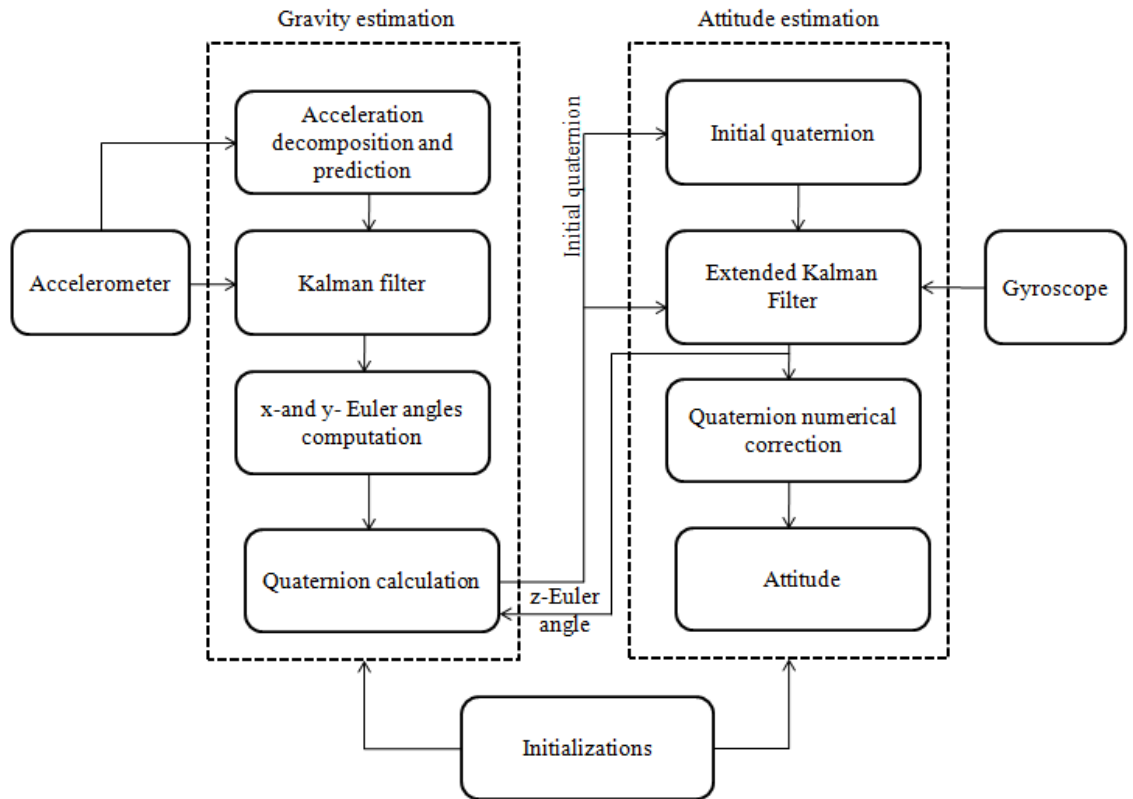 Gravity estimation
Attitude estimation
Acceleration
decomposition and
prediction
Initial quaternion
Initial quaternion
Accelerometer
Kalman filter
Extended Kalman
Filter
Gyroscope
x-and y- Euler angles
computation
Quaternion numerical
correction
Quaternion calculation
z-Euler
angle
Attitude
Initializations